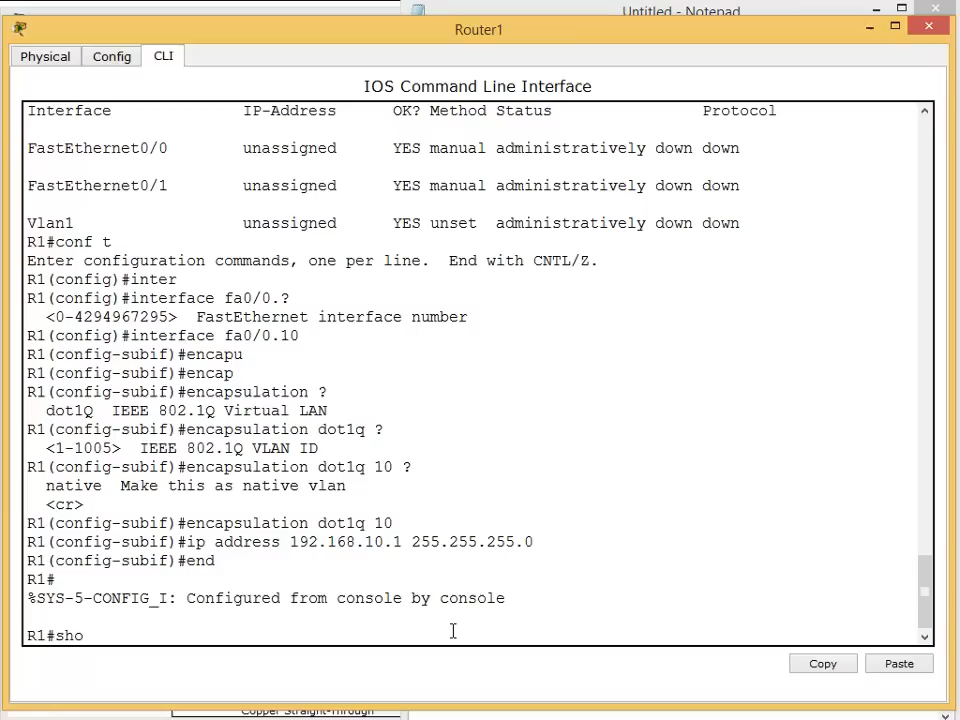 Untitled - Notepad
Router1
Physical Config CLI
IOS Command Line Interface
Interface IP-Address OK? Method Status Protocol
FastEthernet0/0 unassigned YES manual administratively down down
FastEthernet0/1 unassigned YES manual administratively down down
Vlan1 unassigned YES unset administratively down down
R1#conf t
Enter configuration commands, one per line. End with CNTL/Z.
R1(config)#inter
R1(config)#interface fa0/0.?
<0-4294967295> FastEthernet interface number
R1(config)#interface fa0/0.10
R1(config-subif)#encapu
R1(config-subif)#encap
R1(config-subif)#encapsulation ?
dot1Q IEEE 802.1Q Virtual LAN
R1(config-subif)#encapsulation dot1q ?
<1-1005> IEEE 802.1Q VLAN ID
R1(config-subif)#encapsulation dot1q 10 ?
native Make this as native vlan
<cr>
R1(config-subif)#encapsulation dot1q 10
R1(config-subif)#ip address 192.168.10.1 255.255.255.0
R1(config-subif)#end
R1#
%SYS-5-CONFIG_I: Configured from console by console
R1#sho
Copy Paste
Copper Straight-Through